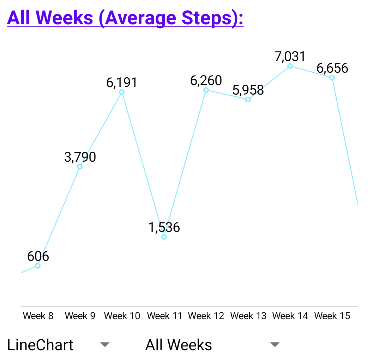 All Weeks (Average Steps):
7,031
6,656
6,191
6,260
5,958
3,790
1,536
606
Week 8 Week 9 Week 10 Week 11 Week 12 Week 13 Week 14 Week 15
LineChart All Weeks